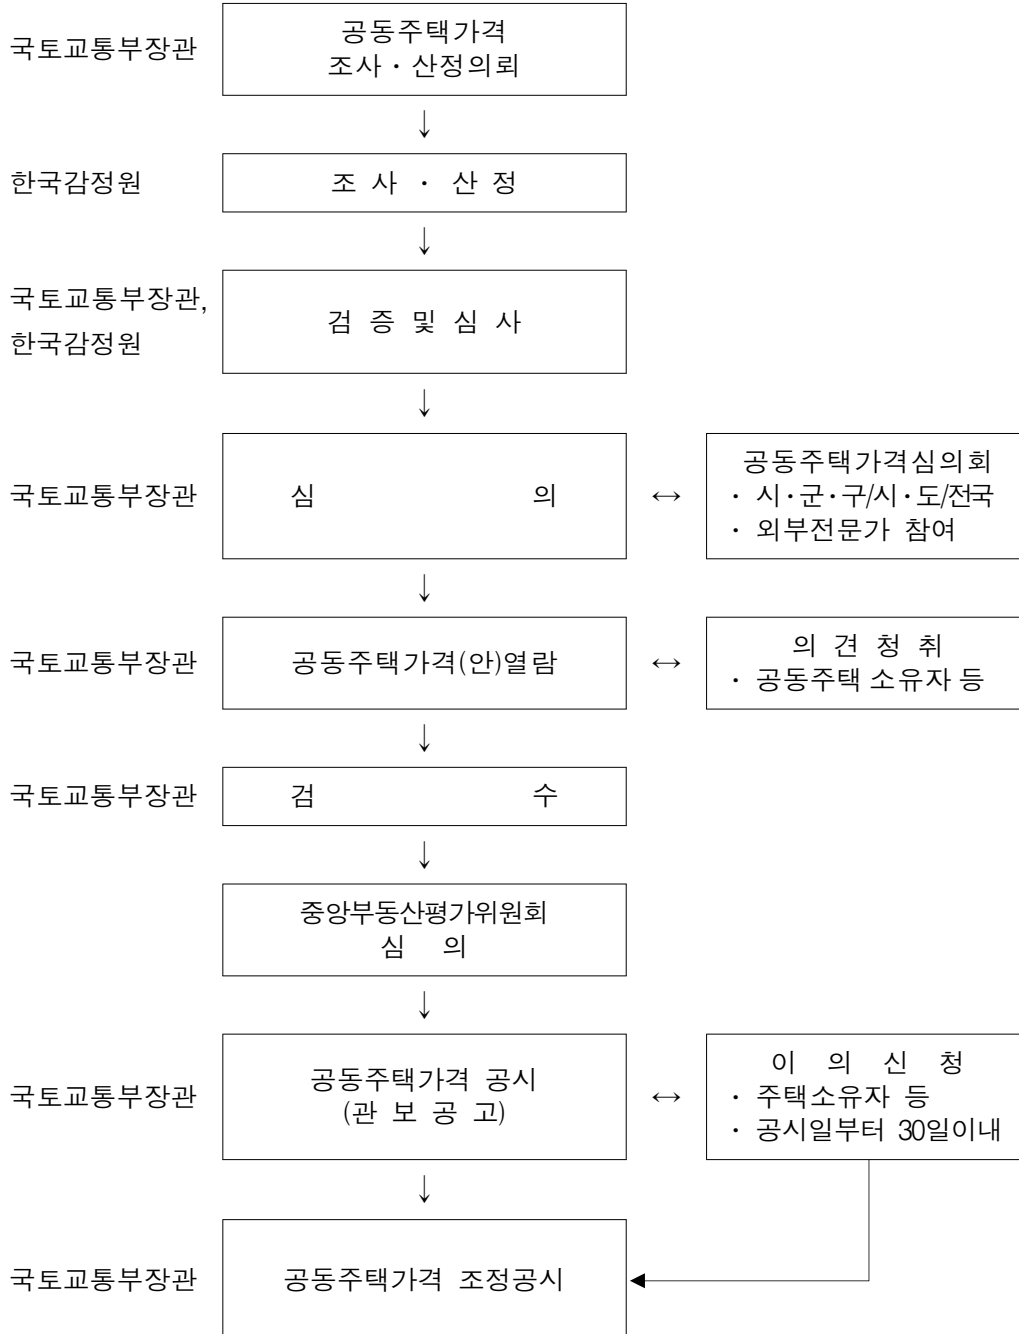 국토교통부장관
공동주택가격
조사ㆍ산정의뢰
↓
한국감정원
조 사 ㆍ 산 정
↓
국토교통부장관,
한국감정원
검 증 및 심 사
↓
국토교통부장관
심 의
↔
공동주택가격심의회
ㆍ 시ㆍ군ㆍ구/시ㆍ도/전국
ㆍ 외부전문가 참여
↓
국토교통부장관
공동주택가격(안)열람
↔
의 견 청 취
ㆍ 공동주택 소유자 등
↓
국토교통부장관
검 수
↓
중앙부동산평가위원회
심 의
↓
국토교통부장관
공동주택가격 공시
(관 보 공 고)
↔
이 의 신 청
ㆍ 주택소유자 등
ㆍ 공시일부터 30일이내
↓
국토교통부장관
공동주택가격 조정공시